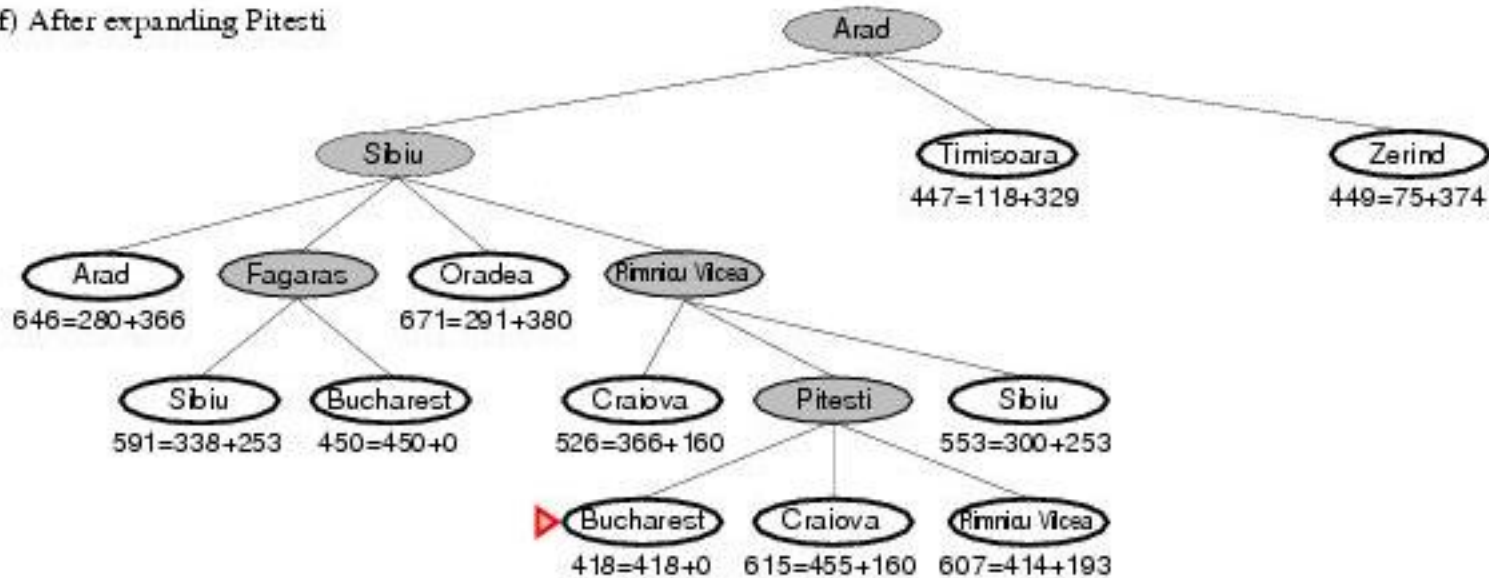 f) After expanding Pitesti
Arad
Sibiu
Timisoara
Zerind
447=118+329
449=75+374
Arad
Fagaras
Oradea
Rimnicu Vilcea
646=280+366
671=291+380
Sibiu
Bucharest
Craiova
Pitesti
Sibiu
591=338+253
450=450+0
526=366+160
553=300+253
Bucharest
Craiova
Rimnicu Vilcea
418=418+0
615=455+160
607=414+193